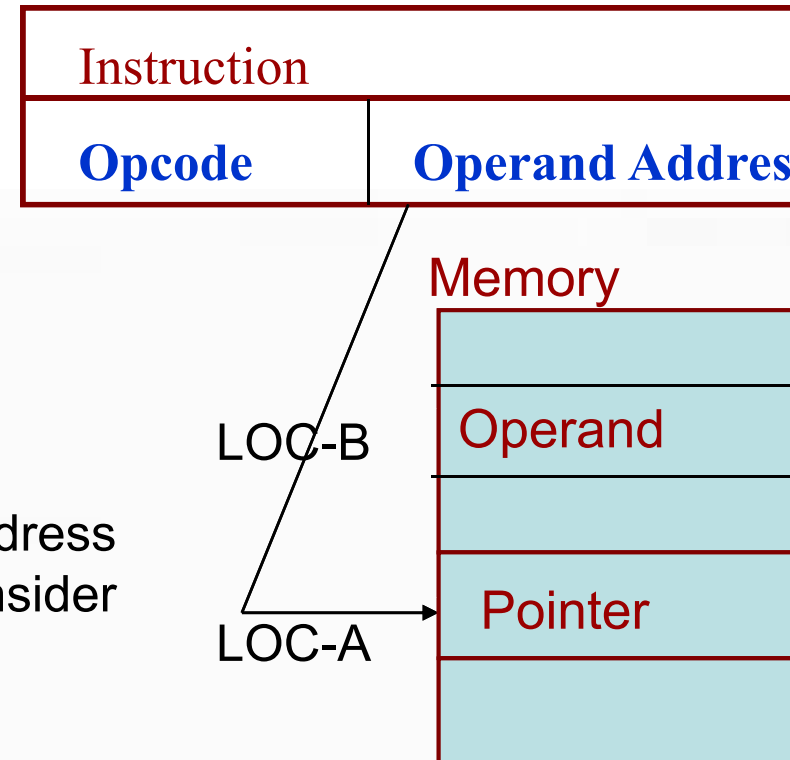 Instruction
Opcode Operand Addres
Memory
LOC-B Operand
dress
nsider
Pointer
LOC-A